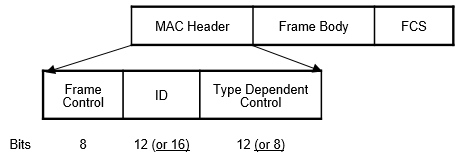 MAC Header Frame Body FCS
Frame Control ID Type Dependent Control
Bits 8 12 (or 16) 12 (or 8)